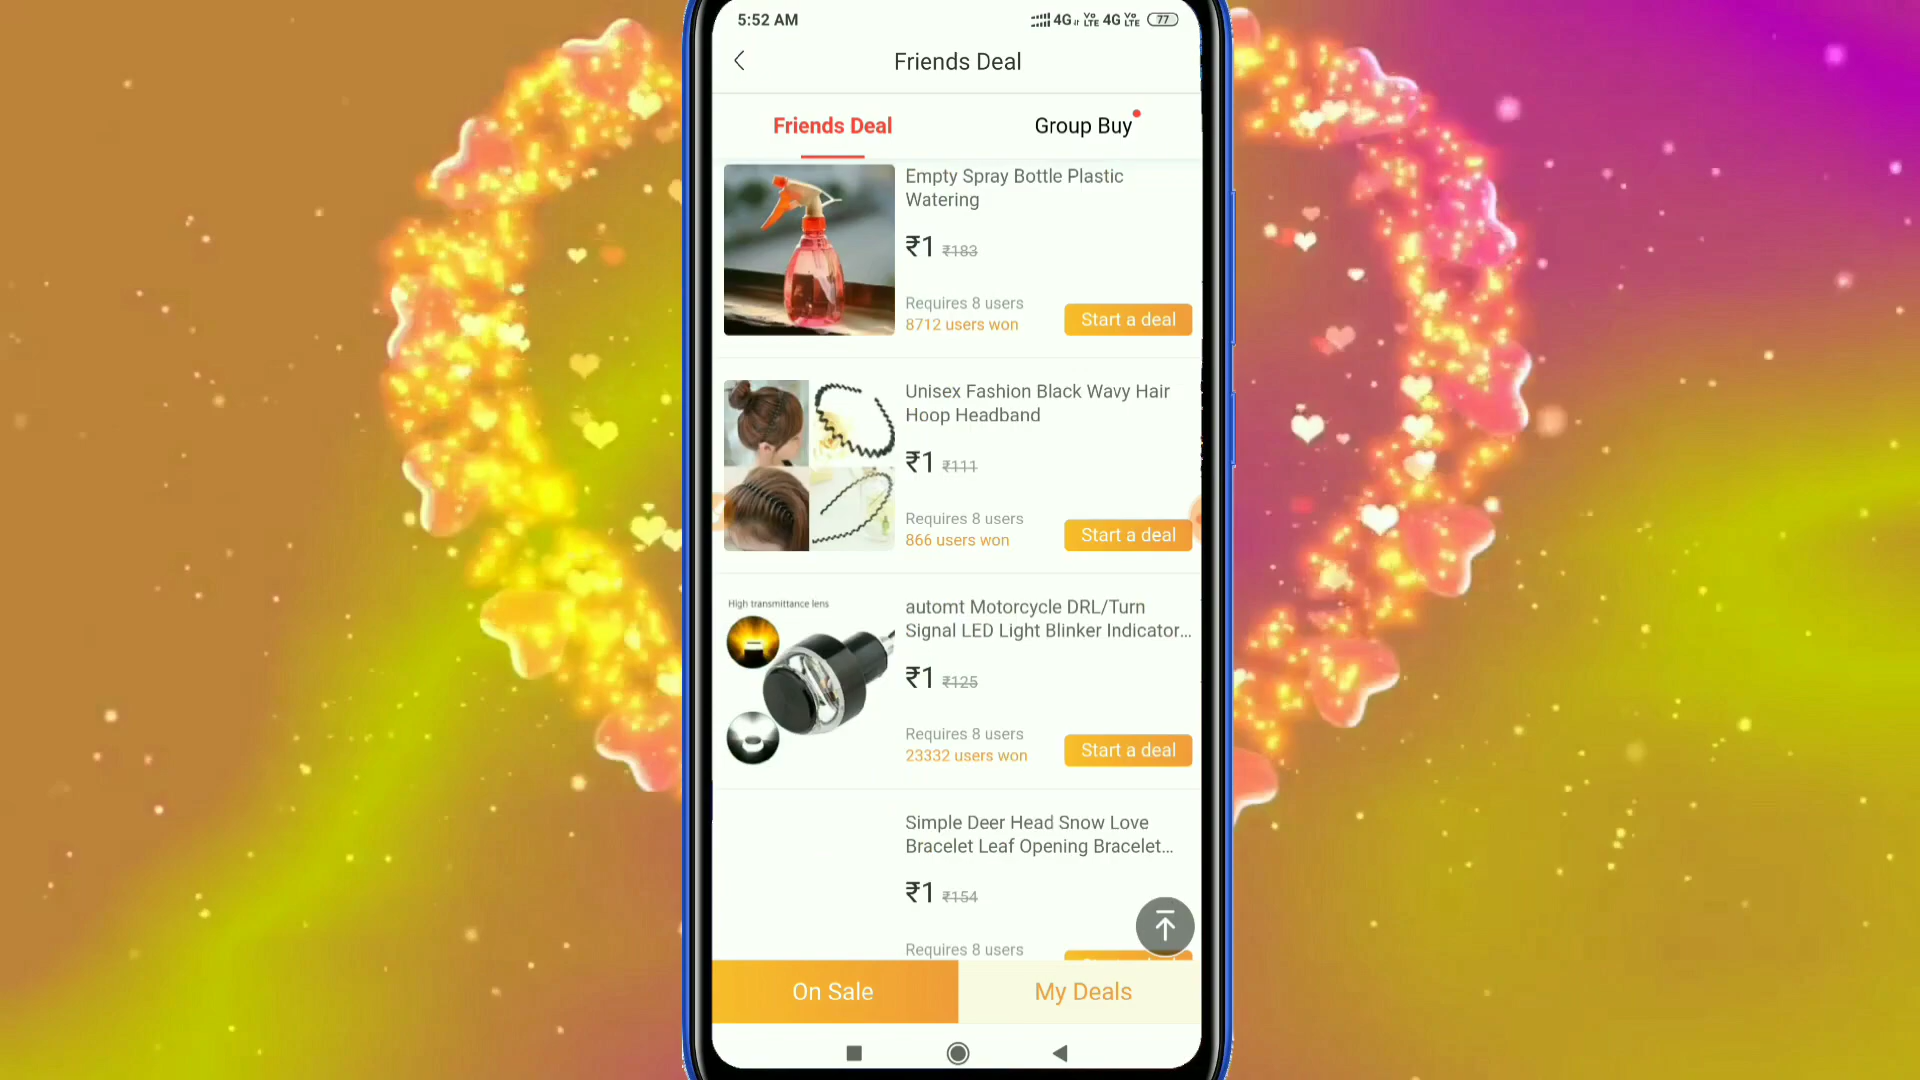 5:52 AM
4G Vo LTE 4G Vo LTE 77
Friends Deal
Friends Deal
Group Buy
Empty Spray Bottle Plastic
Watering
₹1 ₹183
Requires 8 users
8712 users won
Start a deal
Unisex Fashion Black Wavy Hair
Hoop Headband
₹1 ₹111
Requires 8 users
866 users won
Start a deal
High transmittance lens
automt Motorcycle DRL/Turn
Signal LED Light Blinker Indicator...
₹1 ₹125
Requires 8 users
23332 users won
Start a deal
Simple Deer Head Snow Love
Bracelet Leaf Opening Bracelet...
₹1 ₹154
Requires 8 users
On Sale
My Deals